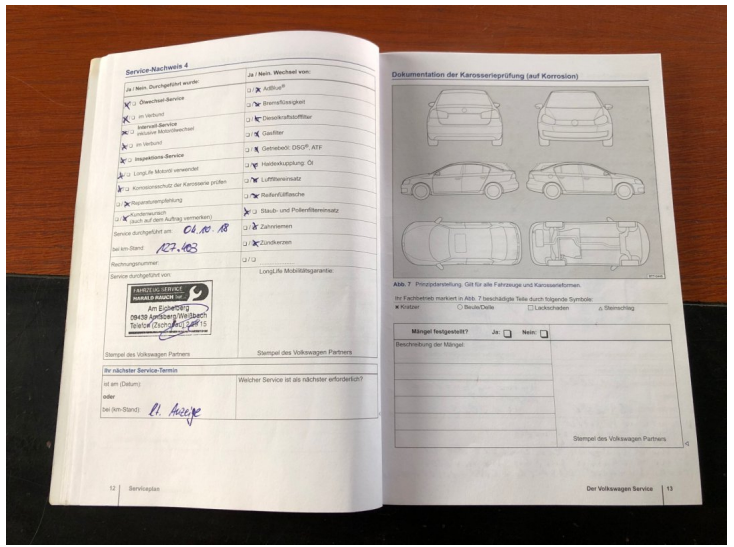 Service-Nachweis 4
Ja / Nein. Durchgeführt wurde:
Ölwechsel-Service
im Verbund
Intervall-Service
inklusive Motorölwechsel
im Verbund
Inspektions-Service
LongLife Motoröl verwendet
Korrosionsschutz der Karosserie prüfen
Reparaturempfehlung
Kundenwunsch
(auch auf dem Auftrag vermerken)
Service durchgeführt am: 04.10.18
bei km-Stand: 127.403
Rechnungsnummer:
Service durchgeführt von:
FAHRZEUG SERVICE
HARALD RAUCH
Am Eichelberg
09439 Amtsberg/Weißbach
Telefon (Zschopau)
Stempel des Volkswagen Partners
Ja / Nein. Wechsel von:
AdBlue®
Bremsflüssigkeit
Dieselkraftstofffilter
Gasfilter
Getriebeöl: DSG®, ATF
Haldexkupplung: Öl
Luftfiltereinsatz
Reifenfüllflasche
Staub- und Pollenfiltereinsatz
Zahnriemen
Zündkerzen
LongLife Mobilitätsgarantie:
Stempel des Volkswagen Partners
Ihr nächster Service-Termin
ist am (Datum):
oder
bei (km-Stand): lt. Anzeige
Welcher Service ist als nächster erforderlich?
12 Serviceplan
Dokumentation der Karosserieprüfung (auf Korrosion)
Abb. 7 Prinzipdarstellung. Gilt für alle Fahrzeuge und Karosserieformen.
Ihr Fachbetrieb markiert in Abb. 7 beschädigte Teile durch folgende Symbole:
Kratzer Beule/Delle Lackschaden Steinschlag
Mängel festgestellt? Ja: Nein:
Beschreibung der Mängel:
Stempel des Volkswagen Partners
Der Volkswagen Service 13